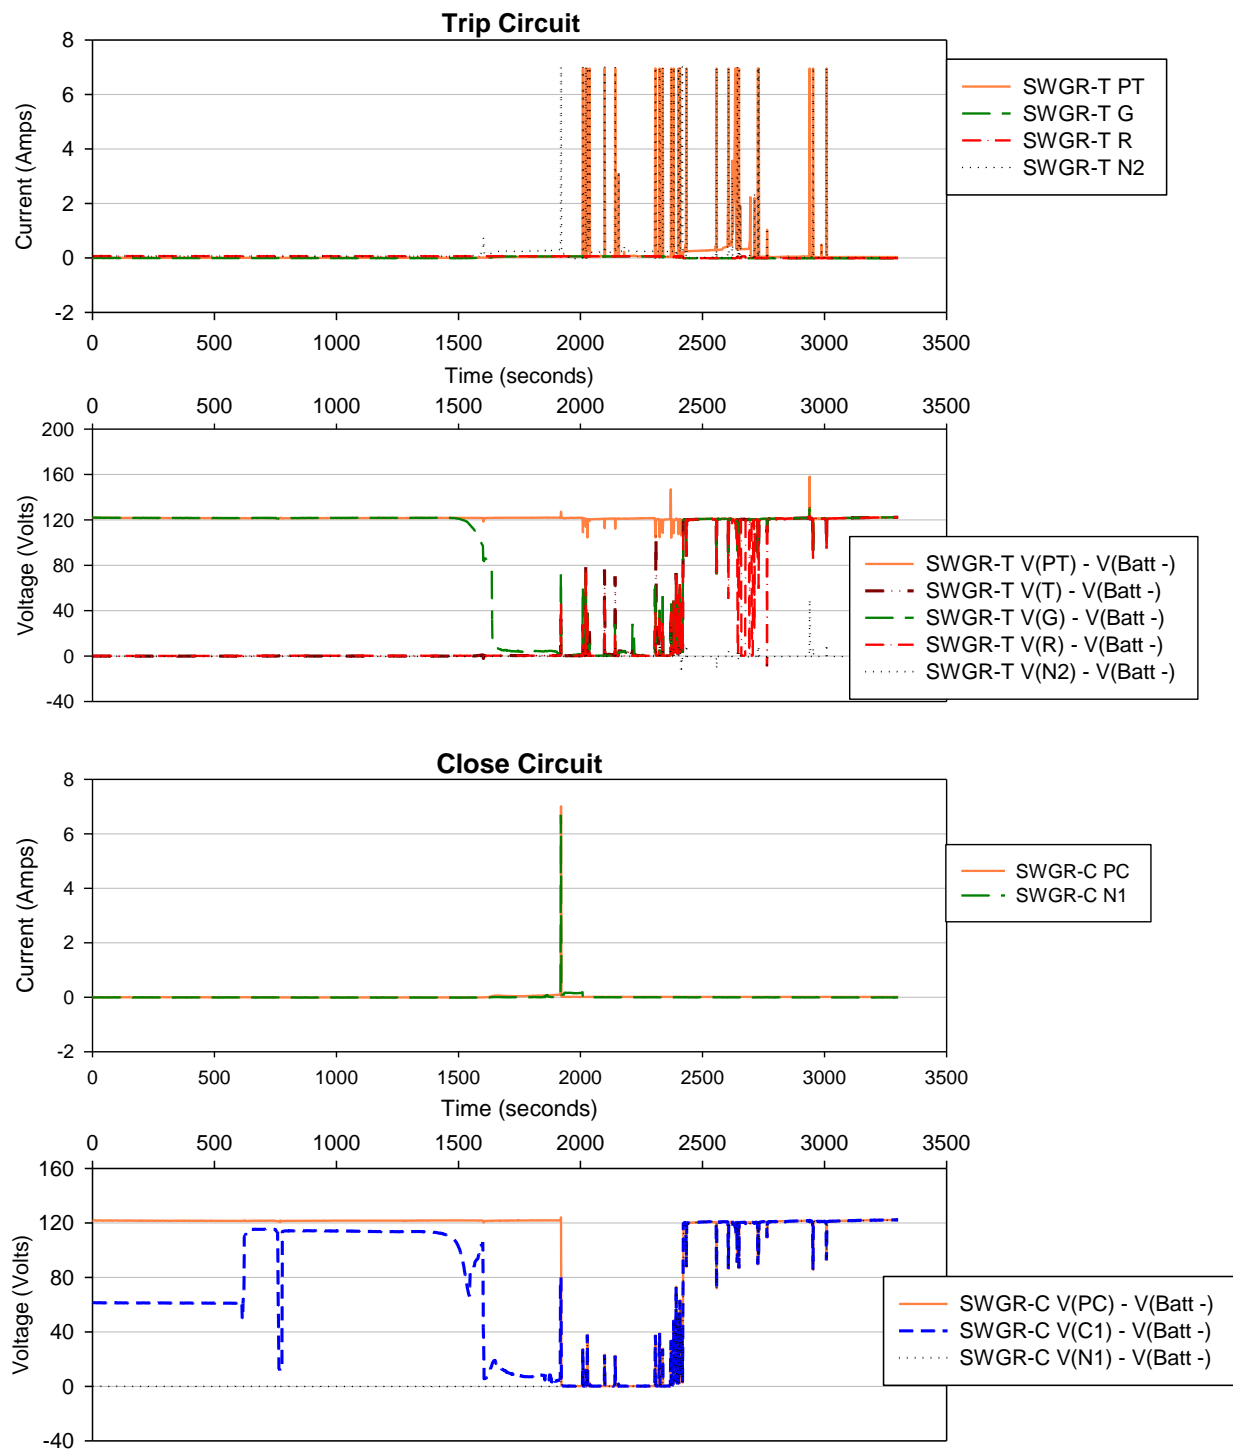 Trip Circuit
8
6
4
2
0
-2
Current (Amps)
SWGR-T PT
SWGR-T G
SWGR-T R
SWGR-T N2
0 500 1000 1500 2000 2500 3000 3500
Time (seconds)
0 500 1000 1500 2000 2500 3000 3500
200
160
120
80
40
0
-40
Voltage (Volts)
SWGR-T V(PT) - V(Batt -)
SWGR-T V(T) - V(Batt -)
SWGR-T V(G) - V(Batt -)
SWGR-T V(R) - V(Batt -)
SWGR-T V(N2) - V(Batt -)
Close Circuit
8
6
4
2
0
-2
Current (Amps)
SWGR-C PC
SWGR-C N1
0 500 1000 1500 2000 2500 3000 3500
Time (seconds)
0 500 1000 1500 2000 2500 3000 3500
160
120
80
40
0
-40
Voltage (Volts)
SWGR-C V(PC) - V(Batt -)
SWGR-C V(C1) - V(Batt -)
SWGR-C V(N1) - V(Batt -)